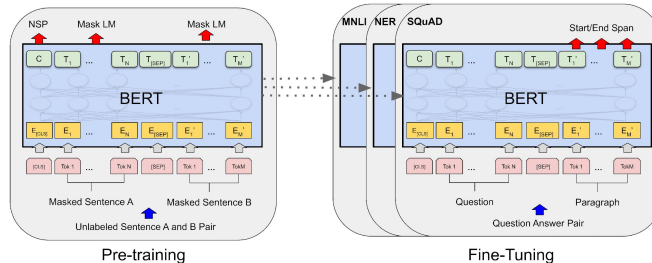 NSP Mask LM Mask LM
C T1 ... TN T[SEP] T1' ... TM'
BERT
E[CLS] E1 ... EN E[SEP] E1' ... EM'
[CLS] Tok 1 ... Tok N [SEP] Tok 1 ... TokM
Masked Sentence A Masked Sentence B
Unlabeled Sentence A and B Pair
Pre-training
MNLI NER SQuAD
Start/End Span
C T1 ... TN T[SEP] T1' ... TM'
BERT
E[CLS] E1 ... EN E[SEP] E1' ... EM'
[CLS] Tok 1 ... Tok N [SEP] Tok 1 ... TokM
Question Paragraph
Question Answer Pair
Fine-Tuning